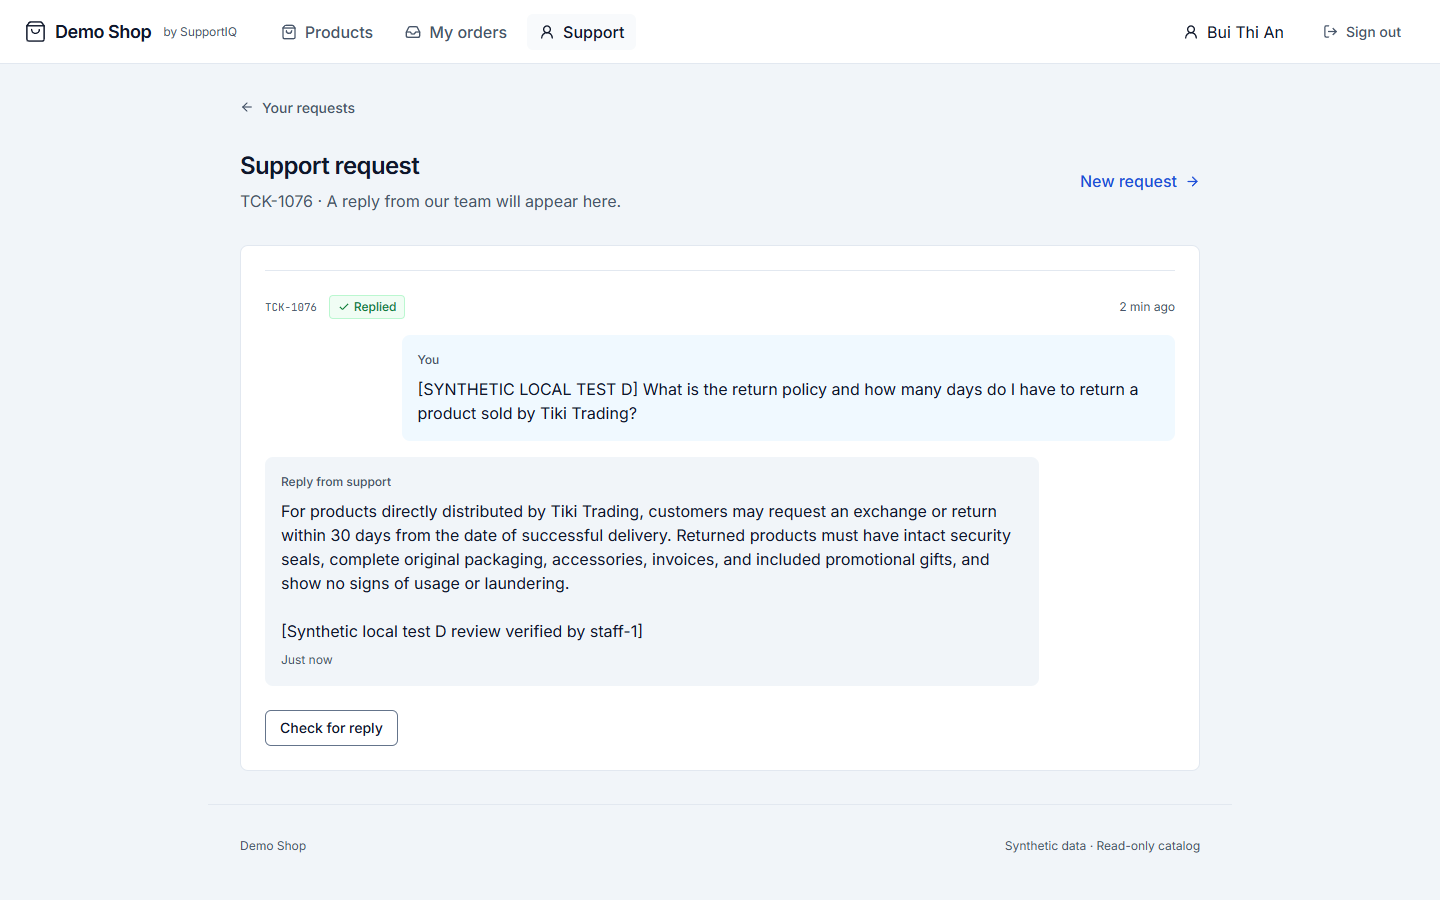 Demo Shop by SupportIQ Products My orders Support Bui Thi An Sign out
Your requests
Support request
New request
TCK-1076 · A reply from our team will appear here.
TCK-1076 Replied 2 min ago
You
[SYNTHETIC LOCAL TEST D] What is the return policy and how many days do I have to return a
product sold by Tiki Trading?
Reply from support
For products directly distributed by Tiki Trading, customers may request an exchange or return
within 30 days from the date of successful delivery. Returned products must have intact security
seals, complete original packaging, accessories, invoices, and included promotional gifts, and
show no signs of usage or laundering.
[Synthetic local test D review verified by staff-1]
Just now
Check for reply
Demo Shop Synthetic data · Read-only catalog